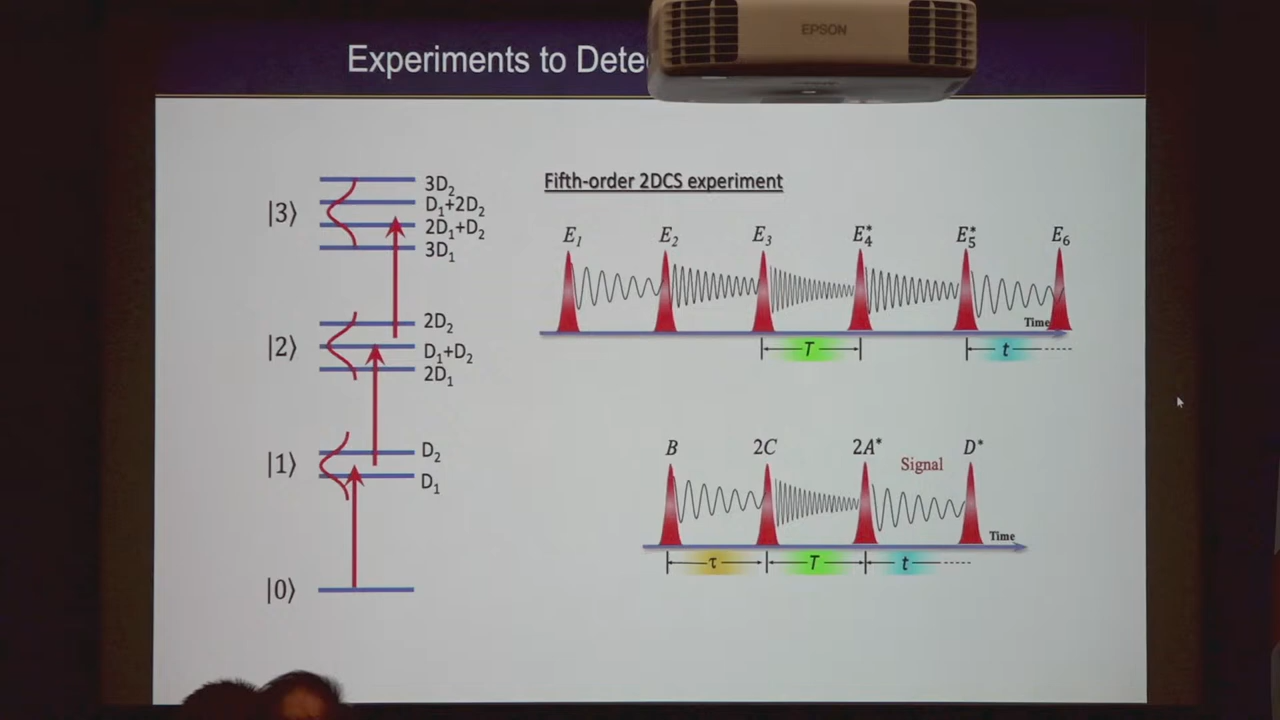 EPSON
Experiments to
Fifth-order 2DCS experiment
|3⟩
3D₂
D₁+2D₂
2D₁+D₂
3D₁
|2⟩
2D₂
D₁+D₂
2D₁
|1⟩
D₂
D₁
|0⟩
E₁ E₂ E₃ E₄* E₅* E₆
Time
T t
B 2C 2A* Signal D*
Time
τ T t